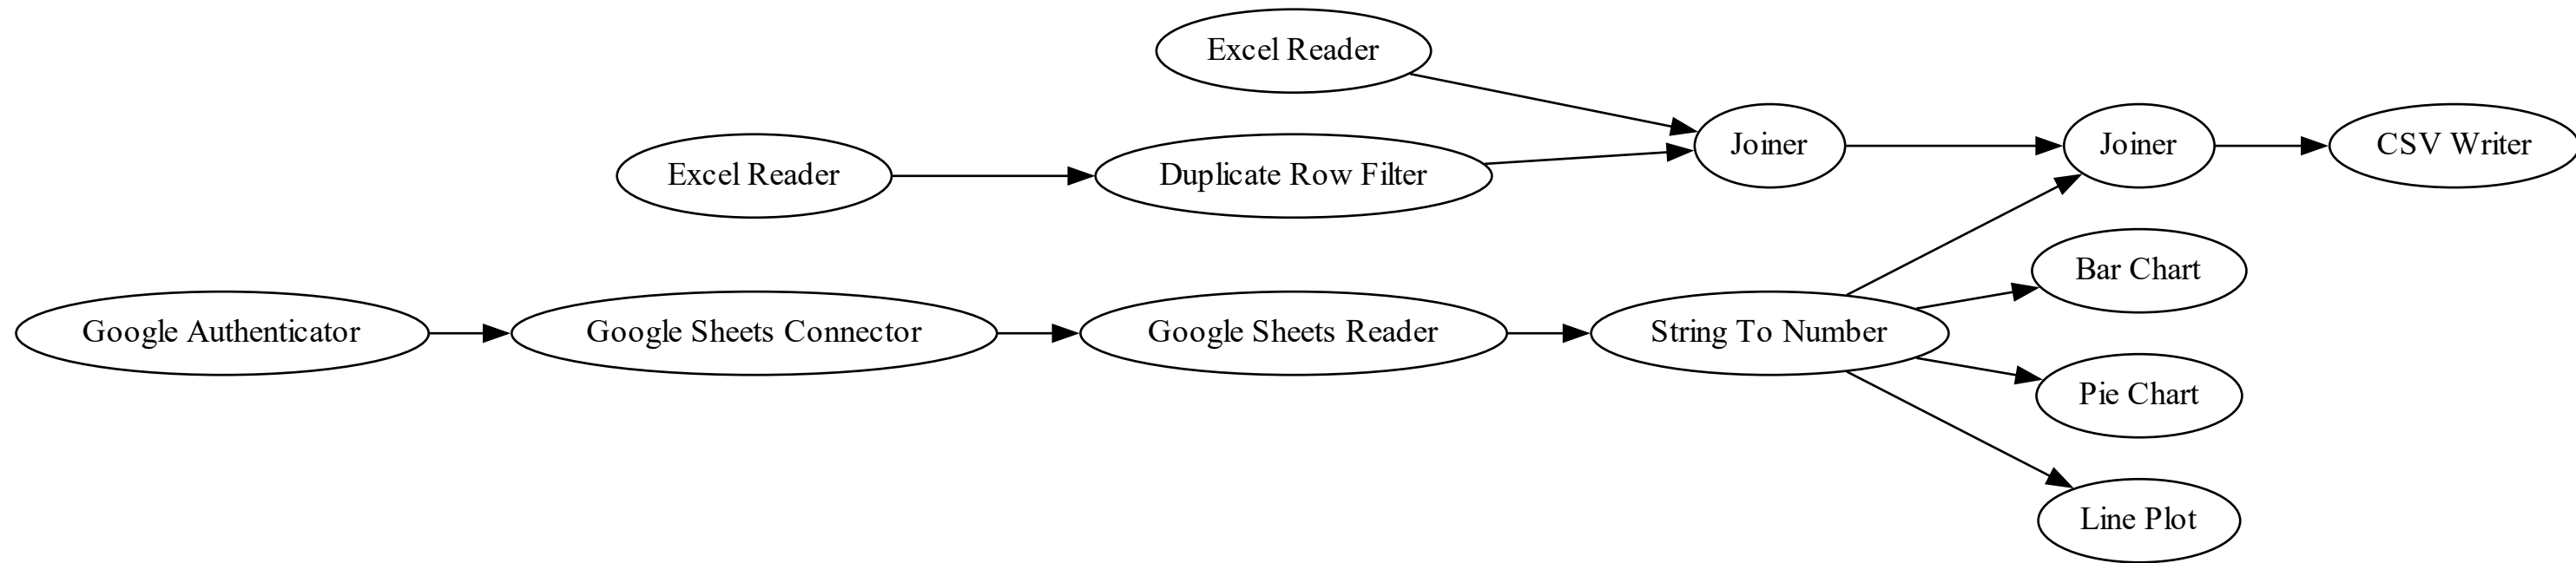 Excel Reader
Joiner
Joiner
CSV Writer
Excel Reader
Duplicate Row Filter
Bar Chart
Google Authenticator
Google Sheets Connector
Google Sheets Reader
String To Number
Pie Chart
Line Plot